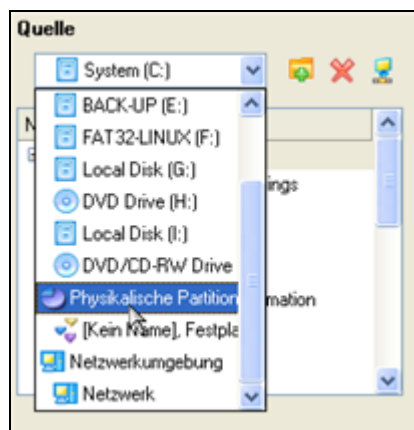 Quelle
System (C:)
BACK-UP (E:)
FAT32-LINUX (F:)
Local Disk (G:)
ings
DVD Drive (H:)
Local Disk (I:)
DVD/CD-RW Drive
Physikalische Partition
mation
[Kein Name], Festpla
Netzwerkumgebung
Netzwerk